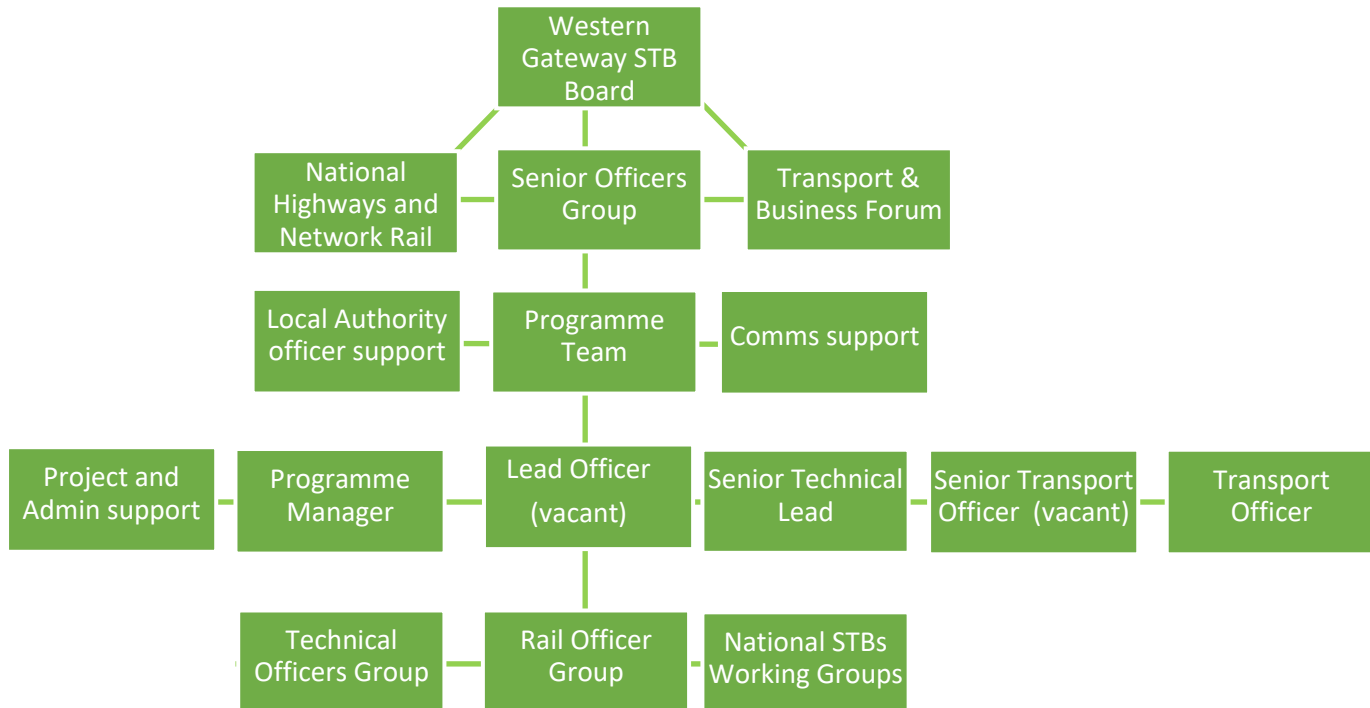 Western
Gateway STB
Board
National
Highways and
Network Rail
Senior Officers
Group
Transport &
Business Forum
Local Authority
officer support
Programme
Team
Comms support
Project and
Admin support
Programme
Manager
Lead Officer
(vacant)
Senior Technical
Lead
Senior Transport
Officer (vacant)
Transport
Officer
Technical
Officers Group
Rail Officer
Group
National STBs
Working Groups